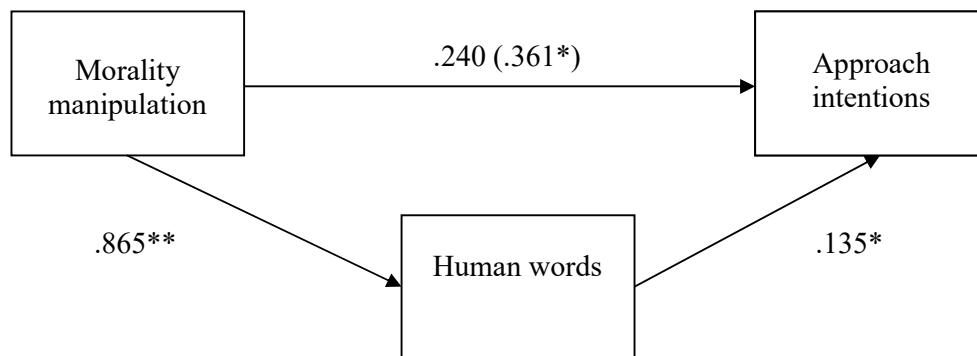 Morality
manipulation
.240 (.361*)
Approach
intentions
.865**
Human words
.135*